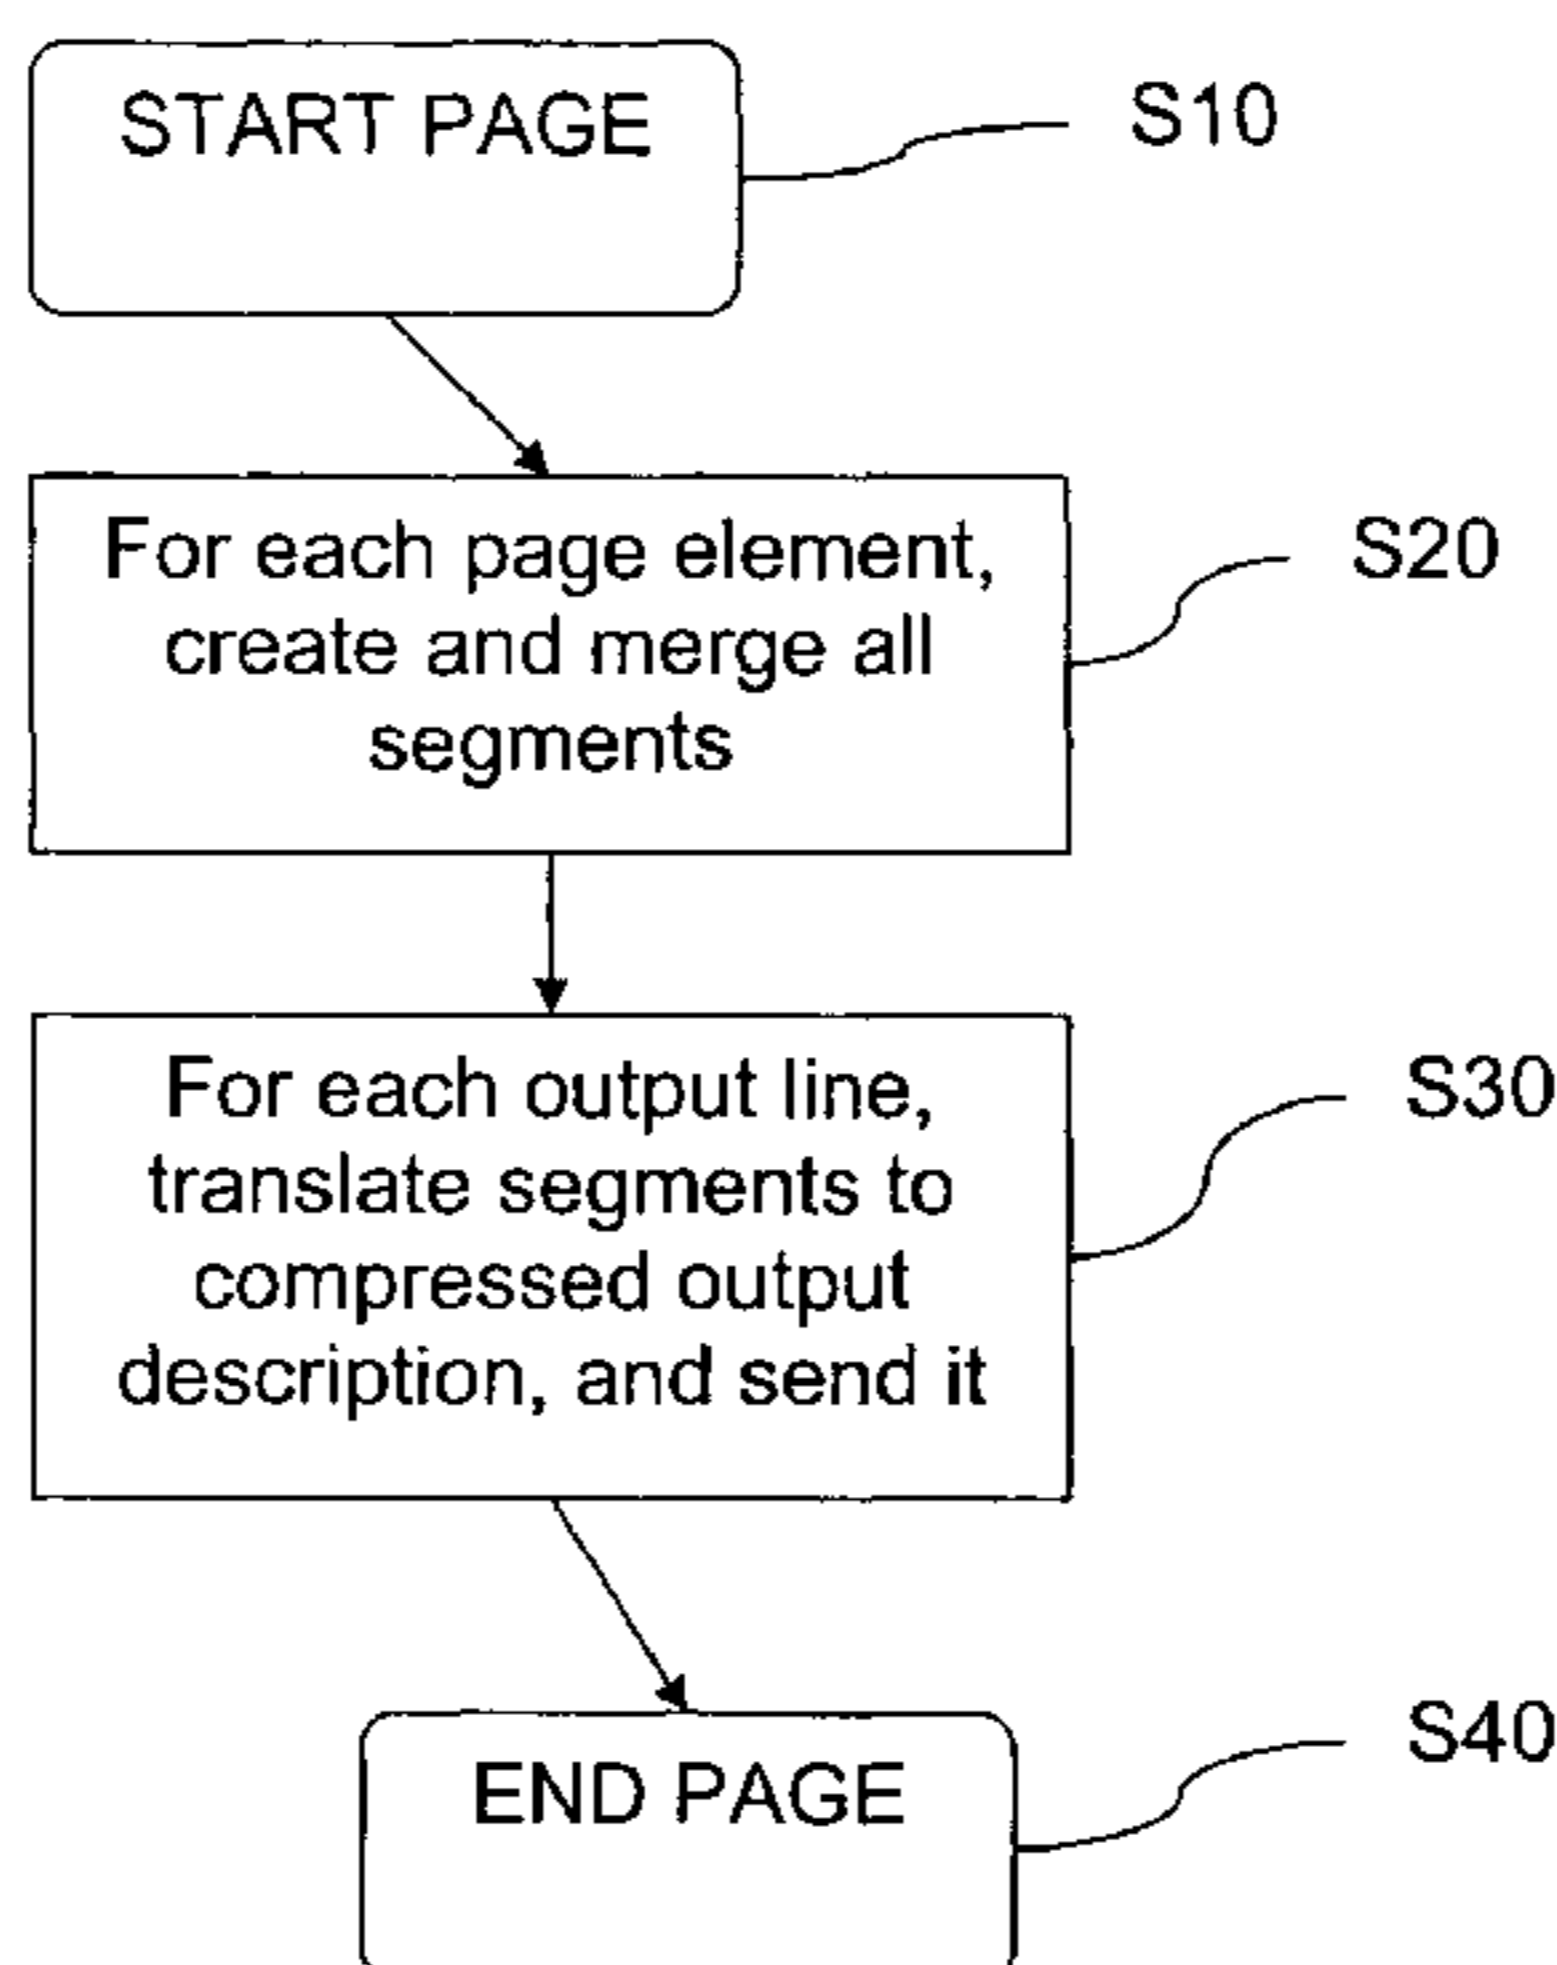 START PAGE
S10
For each page element,
create and merge all
segments
S20
For each output line,
translate segments to
compressed output
description, and send it
S30
END PAGE
S40